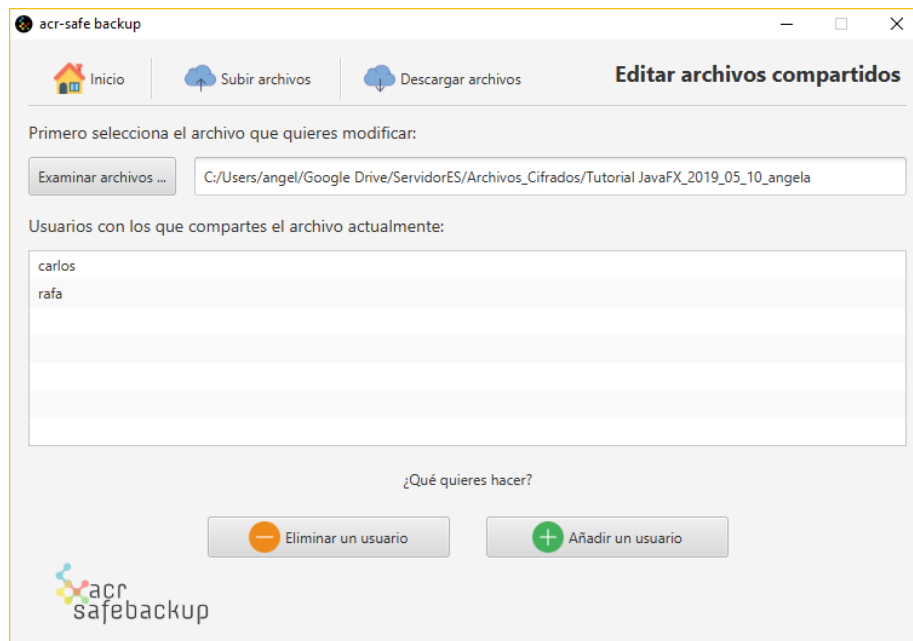 acr-safe backup
Inicio Subir archivos Descargar archivos Editar archivos compartidos
Primero selecciona el archivo que quieres modificar:
Examinar archivos ... C:/Users/angel/Google Drive/ServidorES/Archivos_Cifrados/Tutorial JavaFX_2019_05_10_angela
Usuarios con los que compartes el archivo actualmente:
carlos
rafa
¿Qué quieres hacer?
Eliminar un usuario Añadir un usuario
acr
safebackup